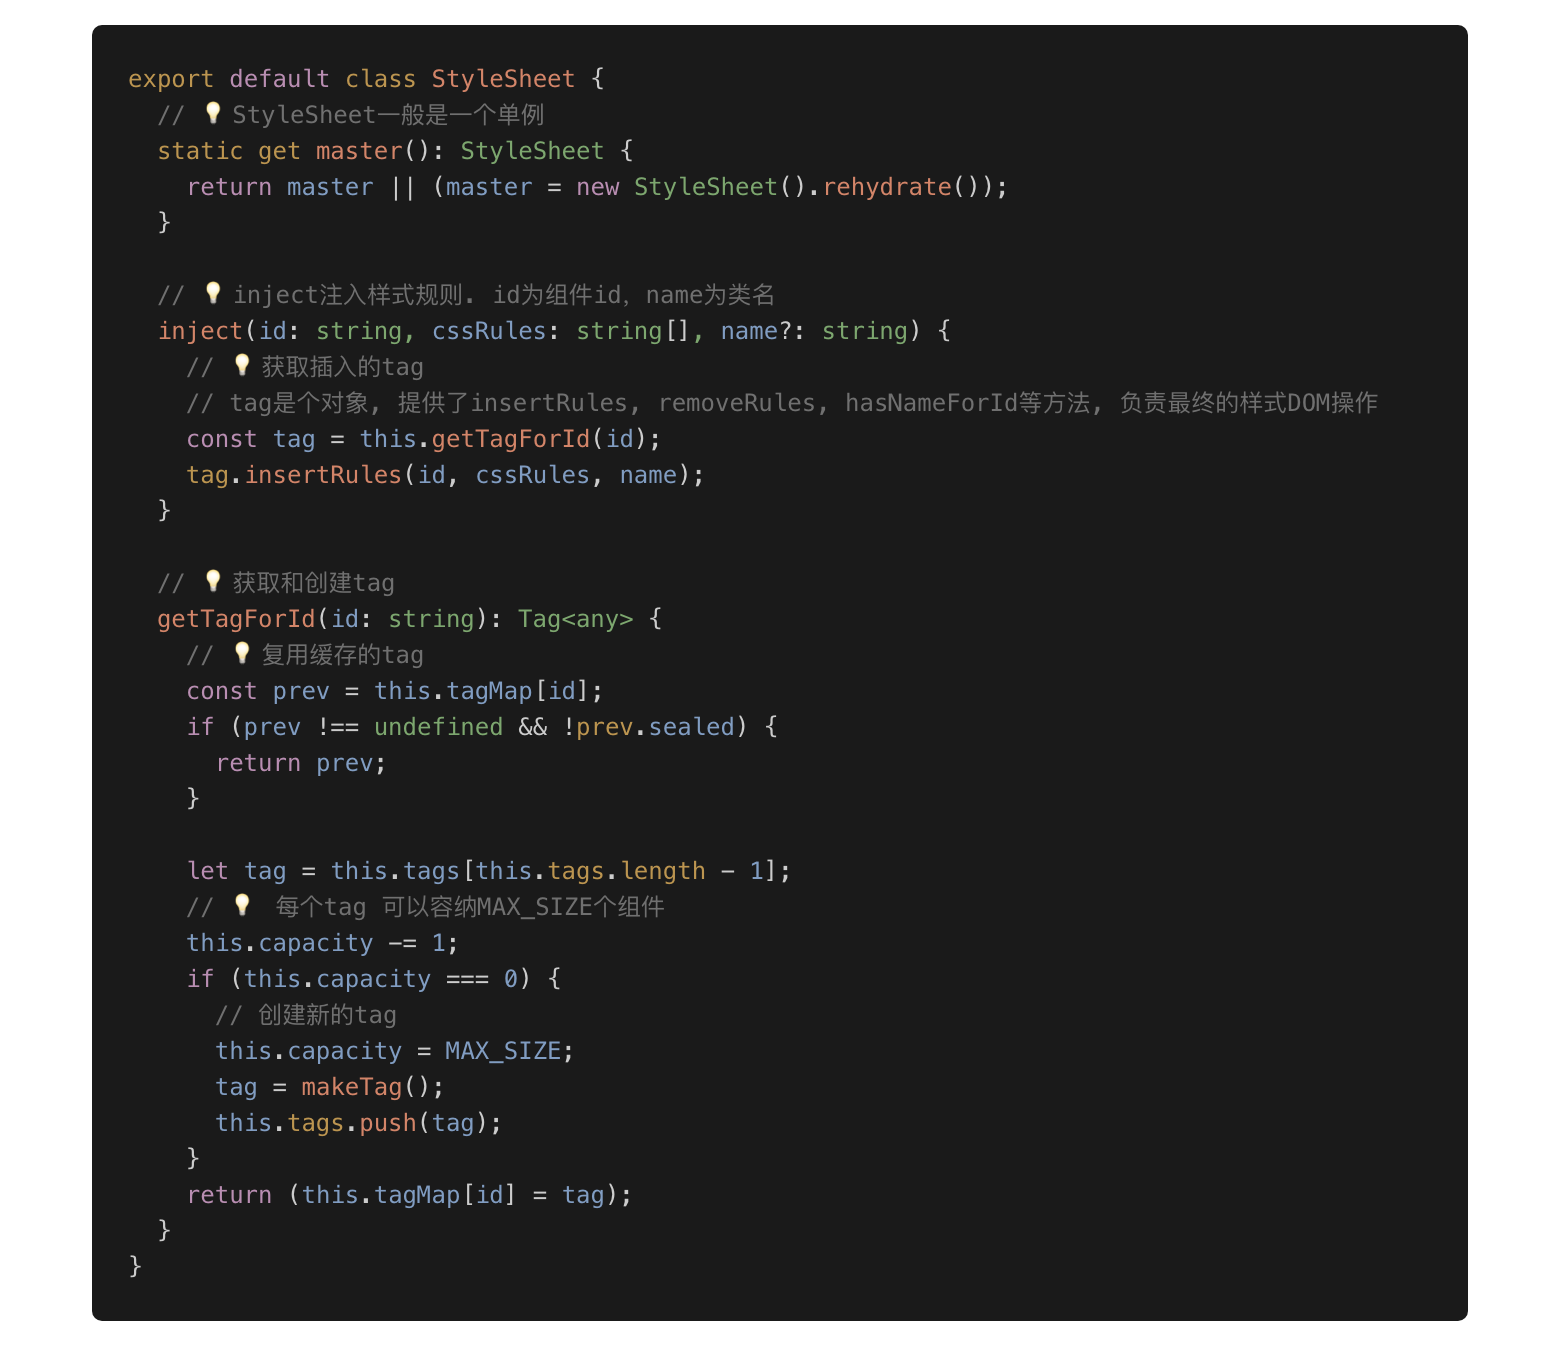 export default class StyleSheet {
  // 💡StyleSheet一般是一个单例
  static get master(): StyleSheet {
    return master || (master = new StyleSheet().rehydrate());
  }

  // 💡inject注入样式规则. id为组件id，name为类名
  inject(id: string, cssRules: string[], name?: string) {
    // 💡获取插入的tag
    // tag是个对象, 提供了insertRules, removeRules, hasNameForId等方法, 负责最终的样式DOM操作
    const tag = this.getTagForId(id);
    tag.insertRules(id, cssRules, name);
  }

  // 💡获取和创建tag
  getTagForId(id: string): Tag<any> {
    // 💡复用缓存的tag
    const prev = this.tagMap[id];
    if (prev !== undefined && !prev.sealed) {
      return prev;
    }

    let tag = this.tags[this.tags.length - 1];
    // 💡 每个tag 可以容纳MAX_SIZE个组件
    this.capacity -= 1;
    if (this.capacity === 0) {
      // 创建新的tag
      this.capacity = MAX_SIZE;
      tag = makeTag();
      this.tags.push(tag);
    }
    return (this.tagMap[id] = tag);
  }
}